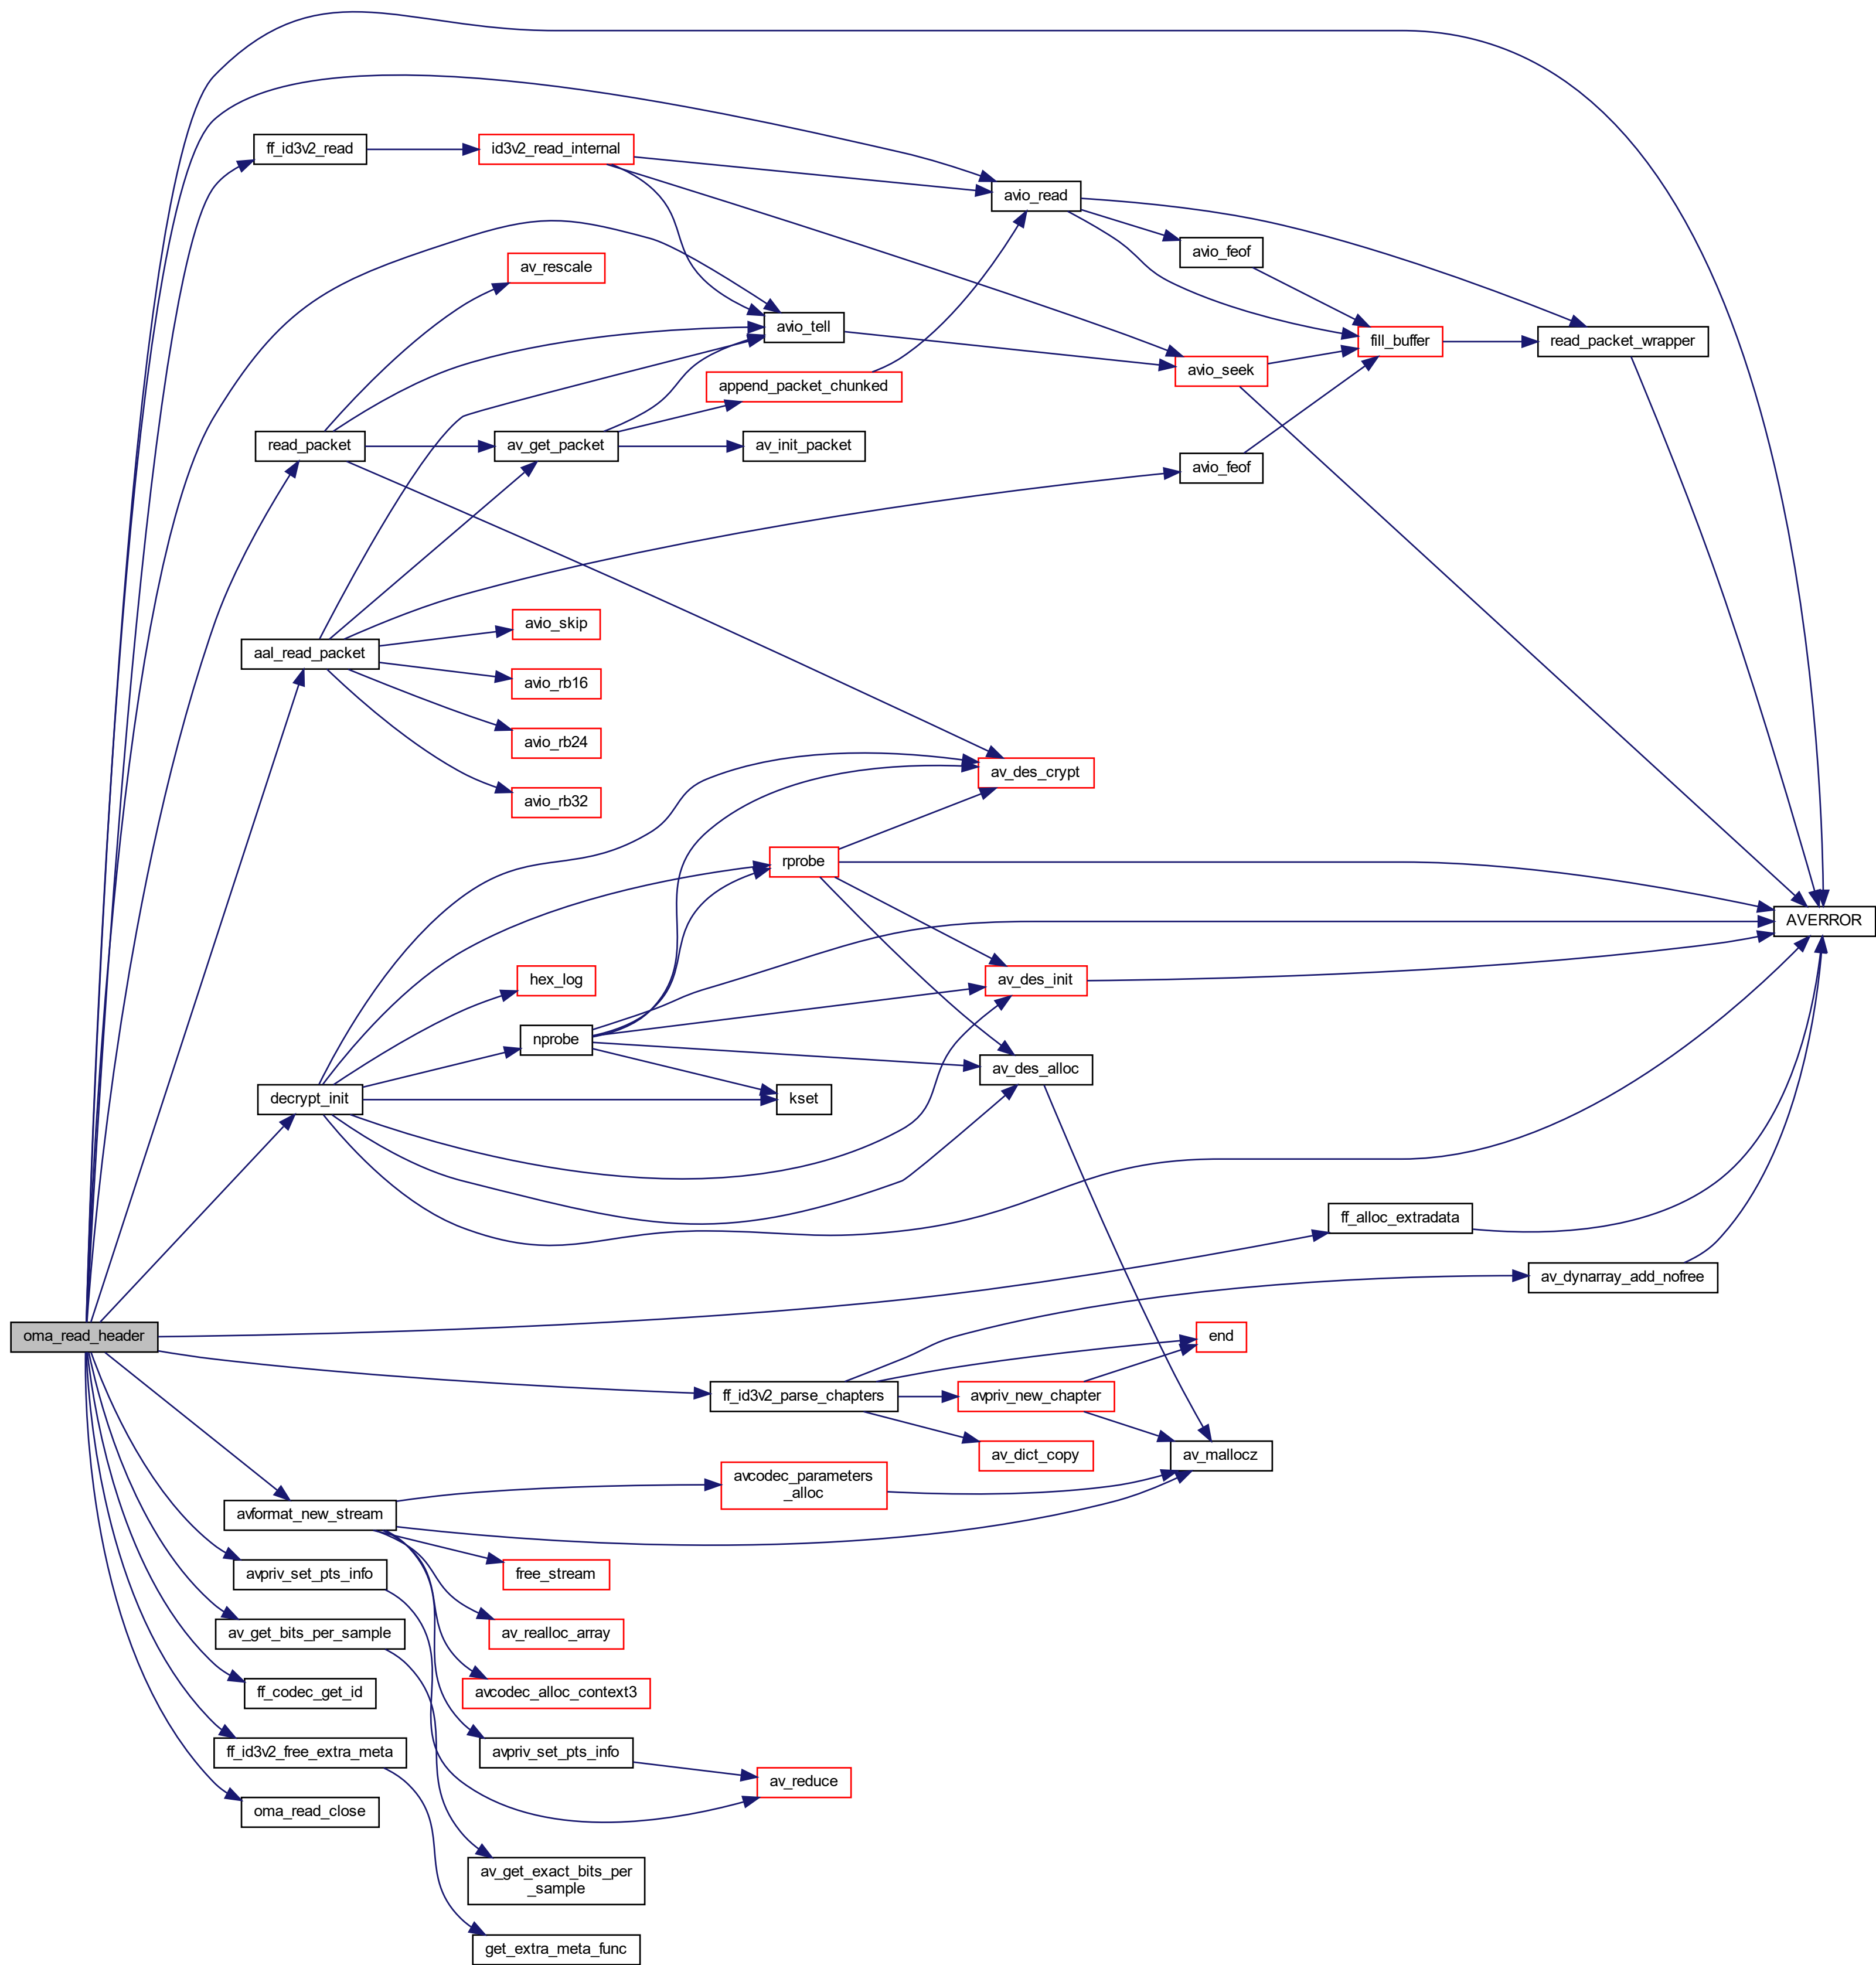 ff_id3v2_read
id3v2_read_internal
avio_read
avio_feof
av_rescale
avio_tell
fill_buffer
read_packet_wrapper
avio_seek
append_packet_chunked
read_packet
av_get_packet
av_init_packet
avio_feof
avio_skip
aal_read_packet
avio_rb16
avio_rb24
av_des_crypt
avio_rb32
rprobe
AVERROR
hex_log
av_des_init
nprobe
av_des_alloc
decrypt_init
kset
ff_alloc_extradata
av_dynarray_add_nofree
oma_read_header
end
ff_id3v2_parse_chapters
avpriv_new_chapter
av_dict_copy
av_mallocz
avcodec_parameters
_alloc
avformat_new_stream
avpriv_set_pts_info
free_stream
av_get_bits_per_sample
av_realloc_array
ff_codec_get_id
avcodec_alloc_context3
ff_id3v2_free_extra_meta
avpriv_set_pts_info
av_reduce
oma_read_close
av_get_exact_bits_per
_sample
get_extra_meta_func